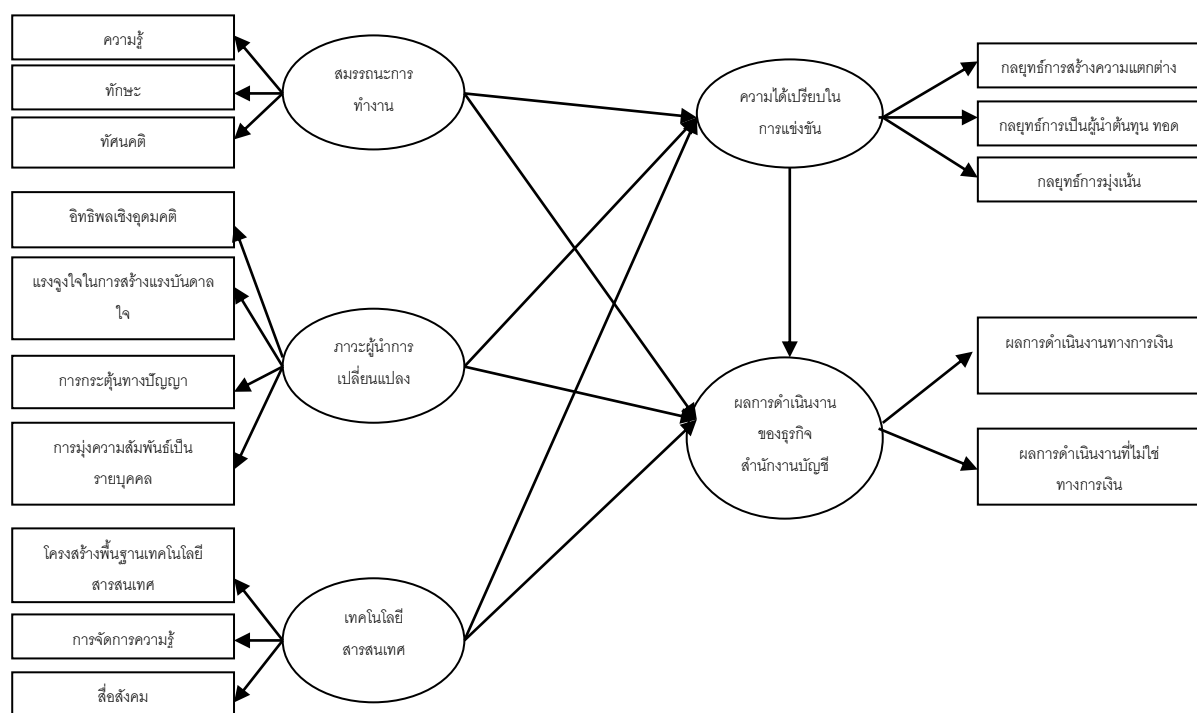 ความรู้
ทักษะ
ทัศนคติ
สมรรถนะการ
ทำงาน
อิทธิพลเชิงอุดมคติ
แรงจูงใจในการสร้างแรงบันดาล
ใจ
การกระตุ้นทางปัญญา
การมุ่งความสัมพันธ์เป็น
รายบุคคล
ภาวะผู้นำการ
เปลี่ยนแปลง
โครงสร้างพื้นฐานเทคโนโลยี
สารสนเทศ
การจัดการความรู้
สื่อสังคม
เทคโนโลยี
สารสนเทศ
ความได้เปรียบใน
การแข่งขัน
กลยุทธ์การสร้างความแตกต่าง
กลยุทธ์การเป็นผู้นำต้นทุน ทอด
กลยุทธ์การมุ่งเน้น
ผลการดำเนินงาน
ของธุรกิจ
สำนักงานบัญชี
ผลการดำเนินงานทางการเงิน
ผลการดำเนินงานที่ไม่ใช่
ทางการเงิน